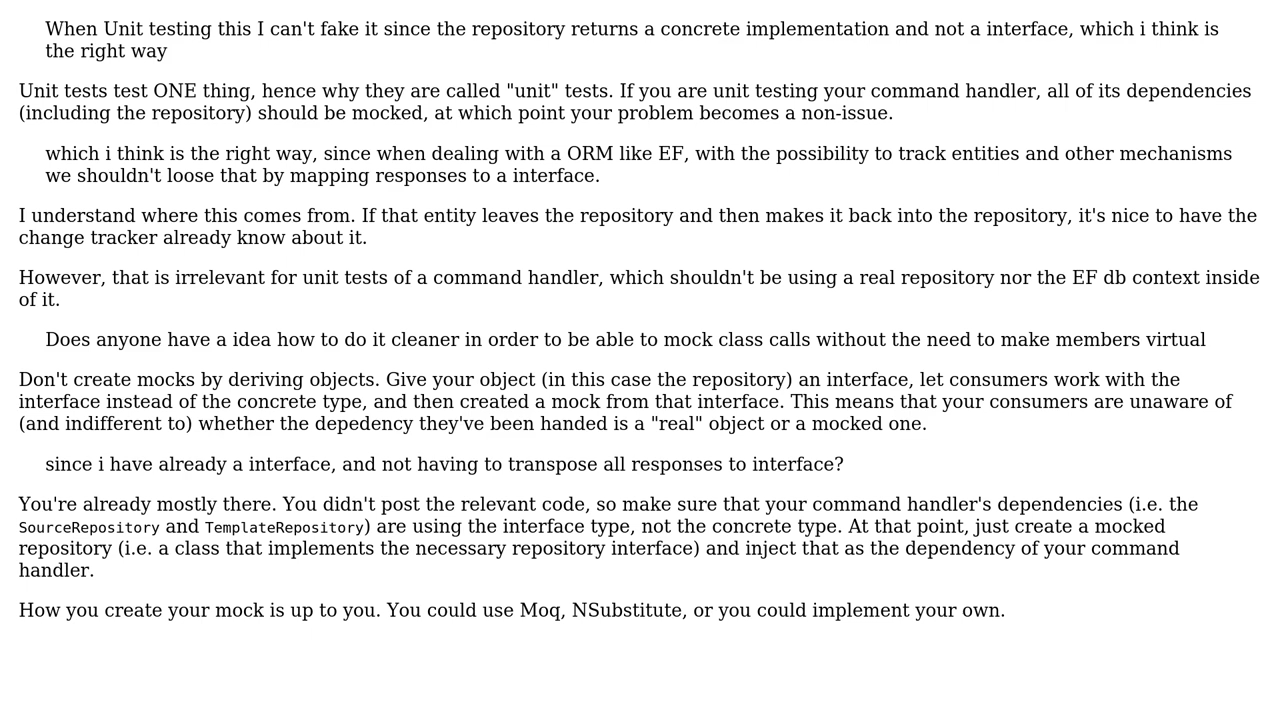 When Unit testing this I can't fake it since the repository returns a concrete implementation and not a interface, which i think is
the right way
Unit tests test ONE thing, hence why they are called "unit" tests. If you are unit testing your command handler, all of its dependencies
(including the repository) should be mocked, at which point your problem becomes a non-issue.
which i think is the right way, since when dealing with a ORM like EF, with the possibility to track entities and other mechanisms
we shouldn't loose that by mapping responses to a interface.
I understand where this comes from. If that entity leaves the repository and then makes it back into the repository, it's nice to have the
change tracker already know about it.
However, that is irrelevant for unit tests of a command handler, which shouldn't be using a real repository nor the EF db context inside
of it.
Does anyone have a idea how to do it cleaner in order to be able to mock class calls without the need to make members virtual
Don't create mocks by deriving objects. Give your object (in this case the repository) an interface, let consumers work with the
interface instead of the concrete type, and then created a mock from that interface. This means that your consumers are unaware of
(and indifferent to) whether the depedency they've been handed is a "real" object or a mocked one.
since i have already a interface, and not having to transpose all responses to interface?
You're already mostly there. You didn't post the relevant code, so make sure that your command handler's dependencies (i.e. the
SourceRepository and TemplateRepository) are using the interface type, not the concrete type. At that point, just create a mocked
repository (i.e. a class that implements the necessary repository interface) and inject that as the dependency of your command
handler.
How you create your mock is up to you. You could use Moq, NSubstitute, or you could implement your own.